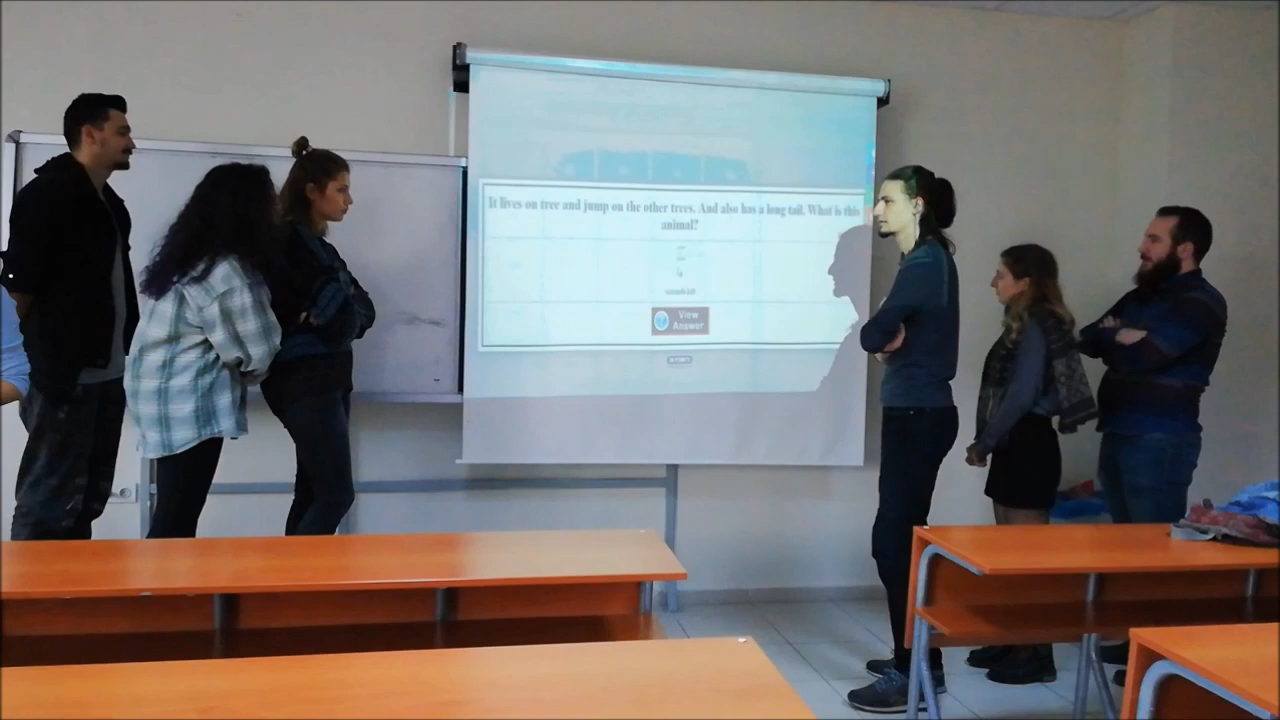 It lives on tree and jump on the other trees. And also has a long tail. What is this
animal?
View
Answer